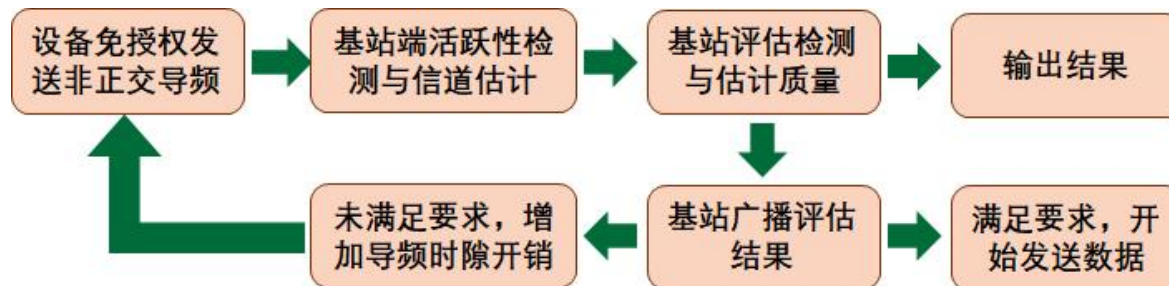 设备免授权发
送非正交导频
基站端活跃性检
测与信道估计
基站评估检测
与估计质量
输出结果
未满足要求，增
加导频时隙开销
基站广播评估
结果
满足要求，开
始发送数据